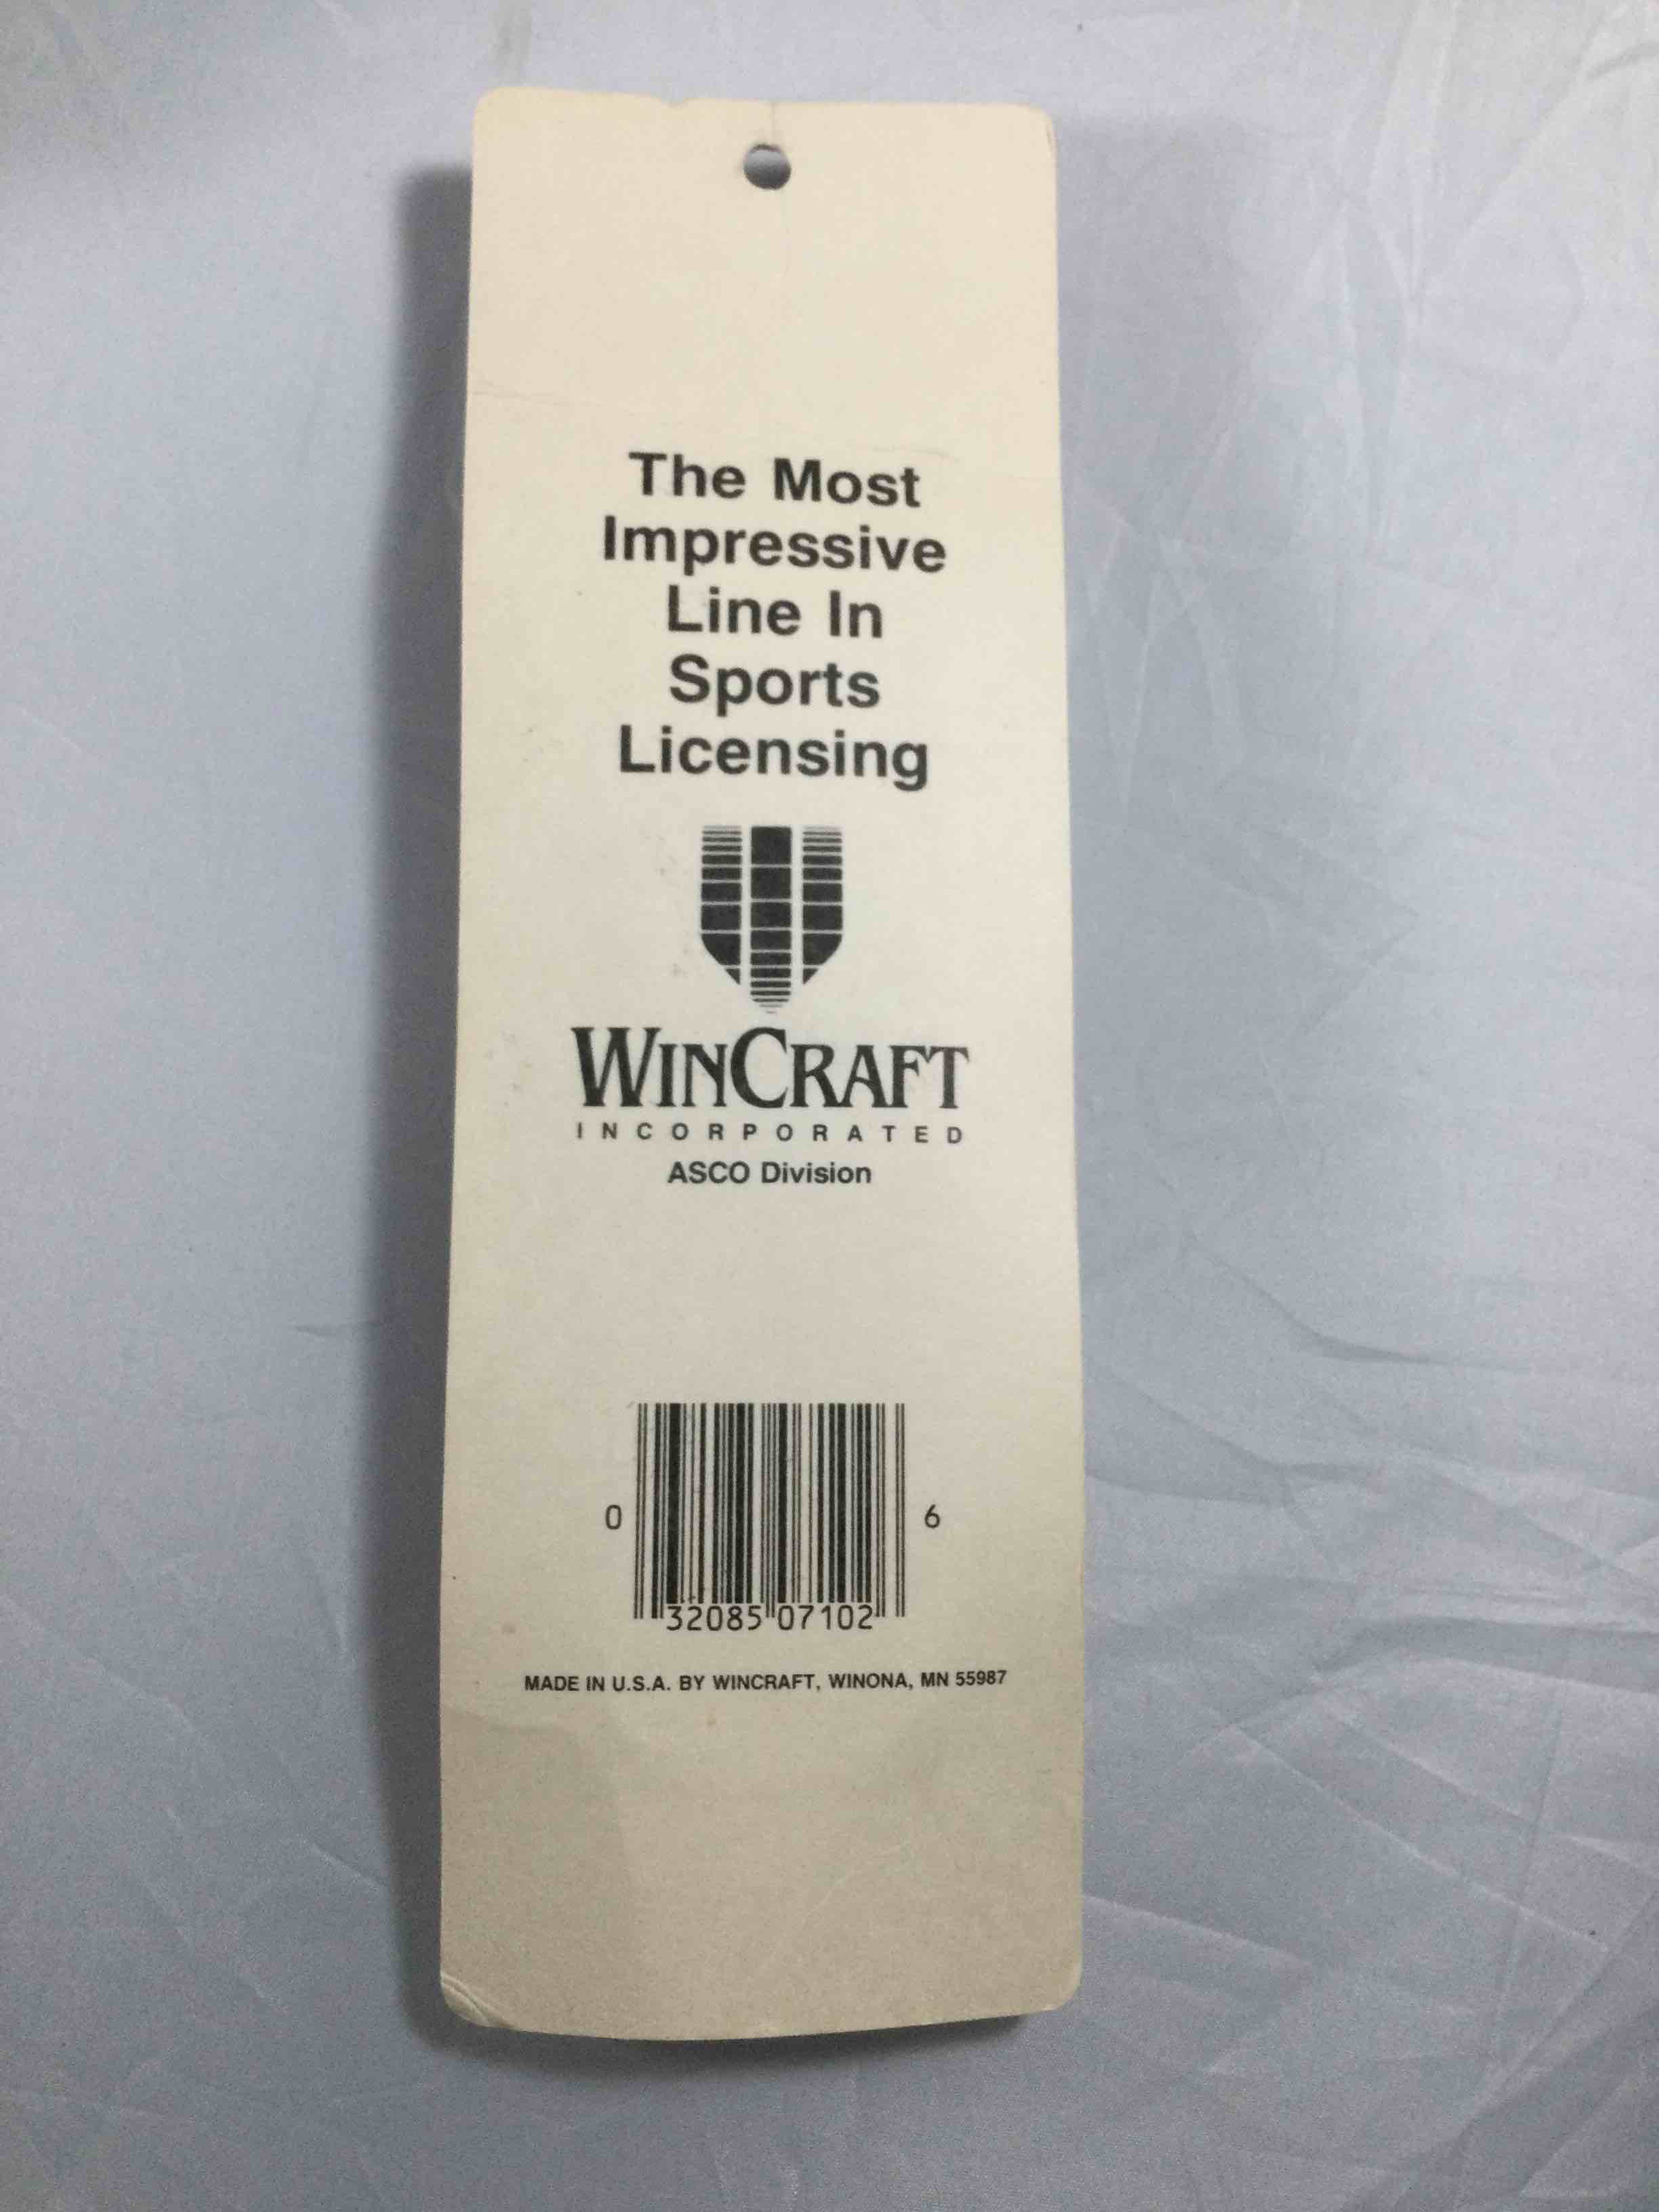 The Most
Impressive
Line In
Sports
Licensing
WINCRAFT
INCORPORATED
ASCO Division
0 32085 07102 6
MADE IN U.S.A. BY WINCRAFT, WINONA, MN 55987